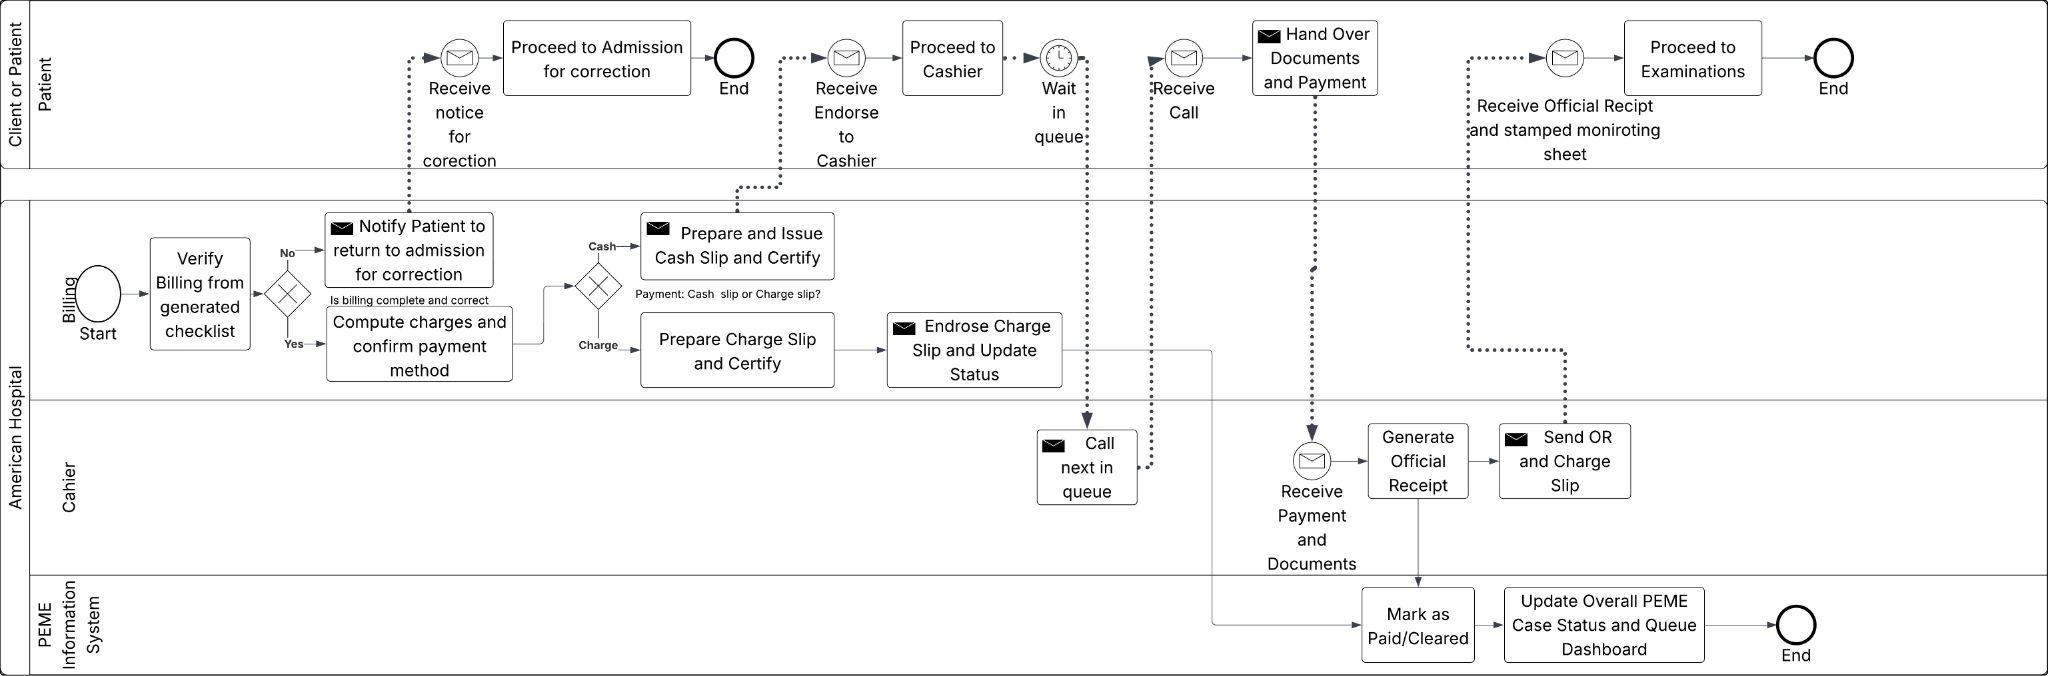 Client or Patient
Patient
Receive
notice
for
corection
Proceed to Admission
for correction
End
Receive
Endorse
to
Cashier
Proceed to
Cashier
Wait
in
queue
Receive
Call
Hand Over
Documents
and Payment
Receive Official Recipt
and stamped moniroting
sheet
Proceed to
Examinations
End
American Hospital
Billing
Start
Verify
Billing from
generated
checklist
No
Yes
Notify Patient to
return to admission
for correction
Is billing complete and correct
Compute charges and
confirm payment
method
Cash
Charge
Prepare and Issue
Cash Slip and Certify
Payment: Cash slip or Charge slip?
Prepare Charge Slip
and Certify
Endrose Charge
Slip and Update
Status
Cahier
Call
next in
queue
Receive
Payment
and
Documents
Generate
Official
Receipt
Send OR
and Charge
Slip
PEME
Information
System
Mark as
Paid/Cleared
Update Overall PEME
Case Status and Queue
Dashboard
End